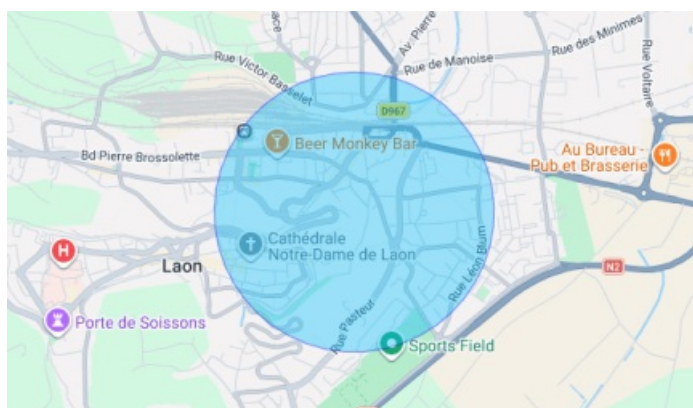 Rue Victor Basselet
Av. Pierre
Rue de Manoise
Rue des Minimes
Rue Voltaire
D967
Beer Monkey Bar
Bd Pierre Brossolette
Au Bureau -
Pub et Brasserie
Cathédrale
Notre-Dame de Laon
H
Laon
Rue Léon Blum
N2
Porte de Soissons
Rue Pasteur
Sports Field